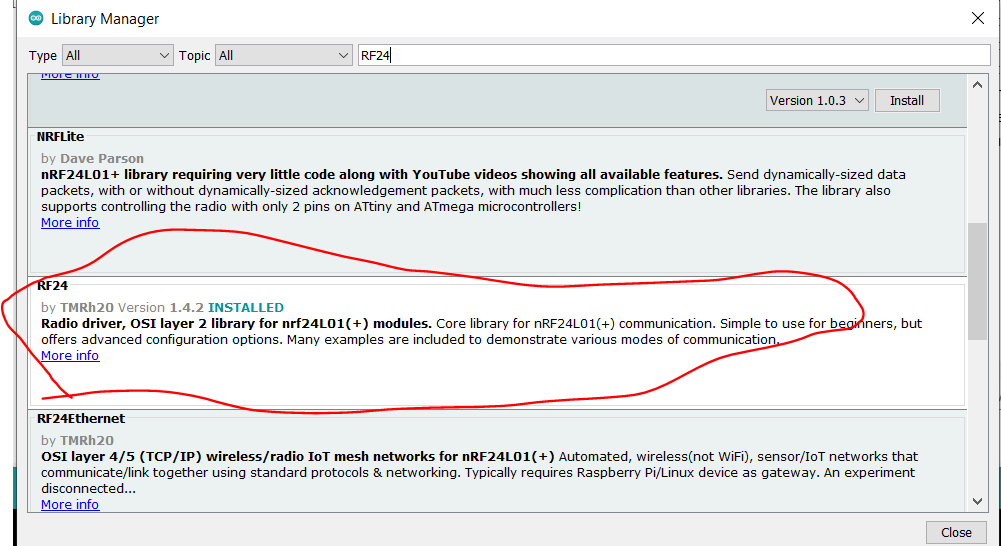 Library Manager
Type All Topic All RF24
More info
Version 1.0.3 Install
NRFLite
by Dave Parson
nRF24L01+ library requiring very little code along with YouTube videos showing all available features. Send dynamically-sized data
packets, with or without dynamically-sized acknowledgement packets, with much less complication than other libraries. The library also
supports controlling the radio with only 2 pins on ATtiny and ATmega microcontrollers!
More info
RF24
by TMRh20 Version 1.4.2 INSTALLED
Radio driver, OSI layer 2 library for nrf24L01(+) modules. Core library for nRF24L01(+) communication. Simple to use for beginners, but
offers advanced configuration options. Many examples are included to demonstrate various modes of communication.
More info
RF24Ethernet
by TMRh20
OSI layer 4/5 (TCP/IP) wireless/radio IoT mesh networks for nRF24L01(+) Automated, wireless(not WiFi), sensor/IoT networks that
communicate/link together using standard protocols & networking. Typically requires Raspberry Pi/Linux device as gateway. An experiment
disconnected...
More info
Close